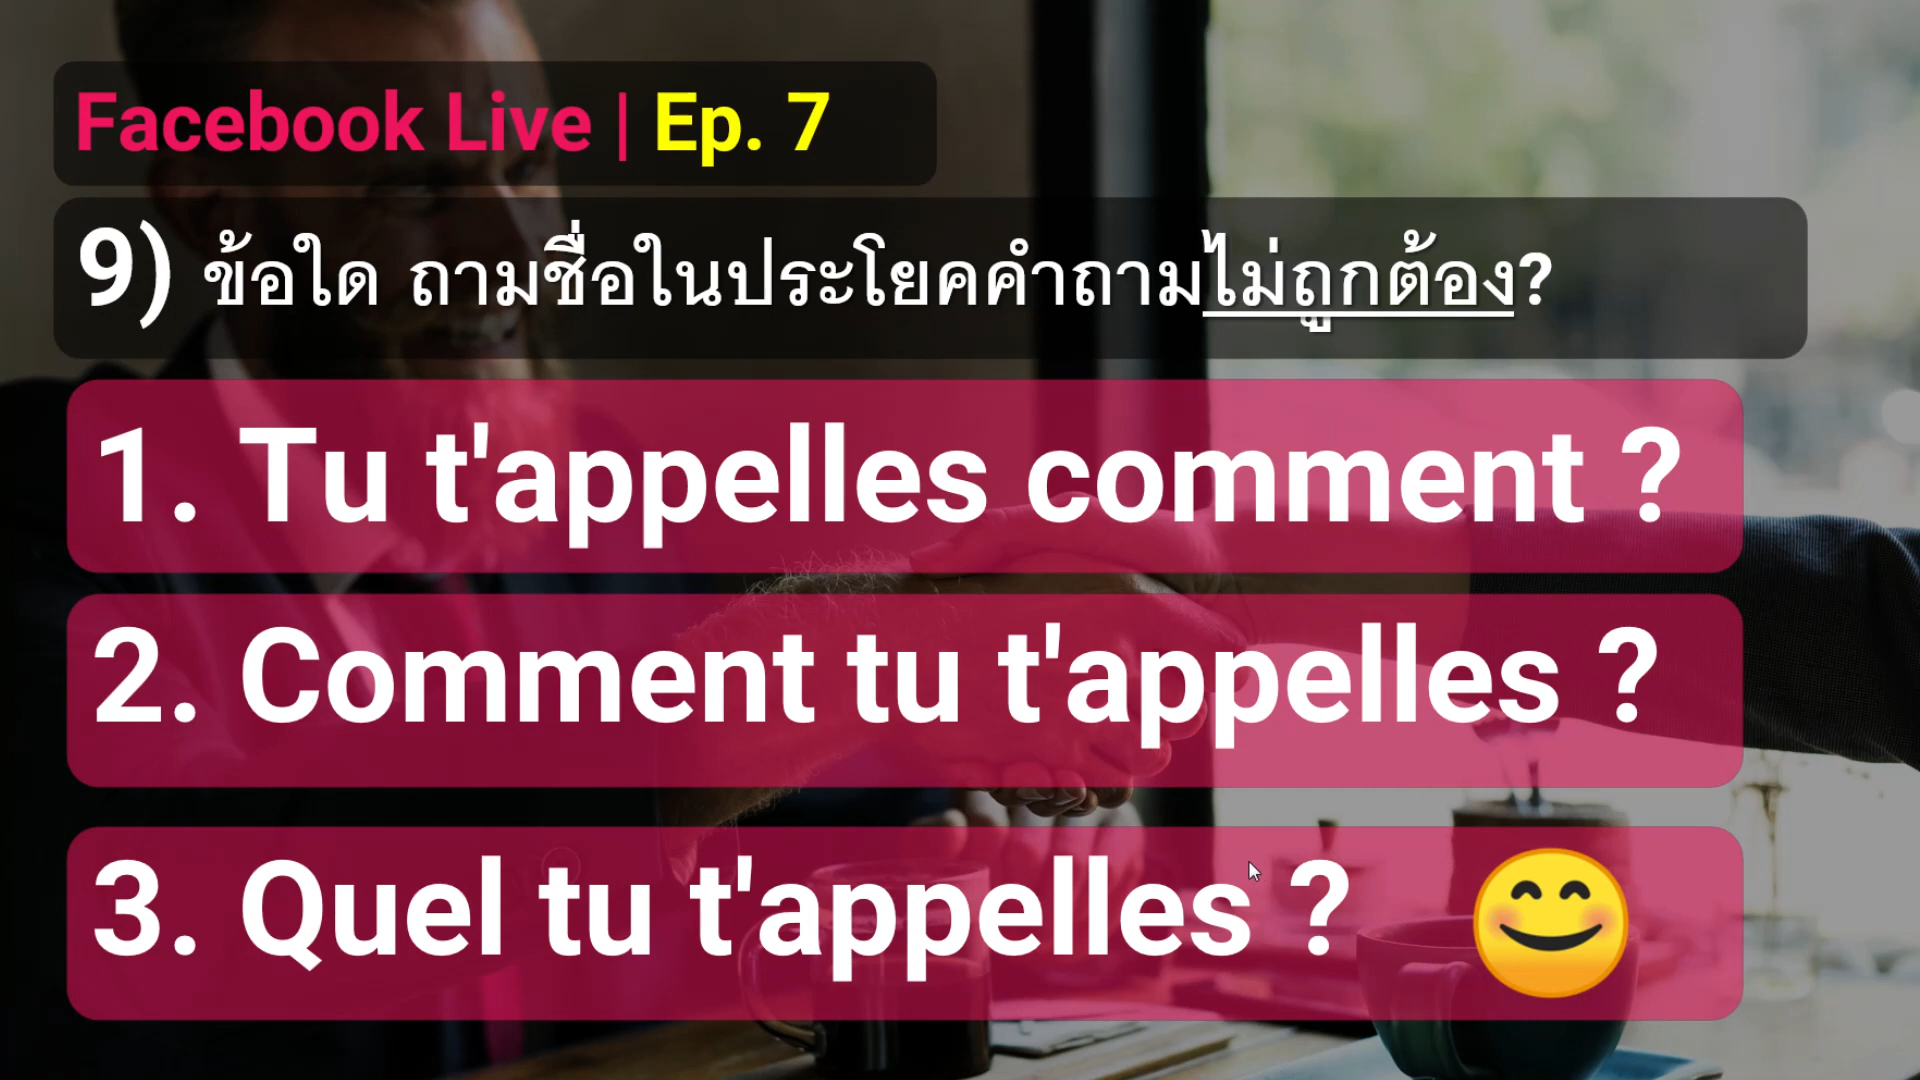 Facebook Live | Ep. 7
9) ข้อใด ถามชื่อในประโยคคำถามไม่ถูกต้อง?
1. Tu t'appelles comment ?
2. Comment tu t'appelles ?
3. Quel tu t'appelles ?